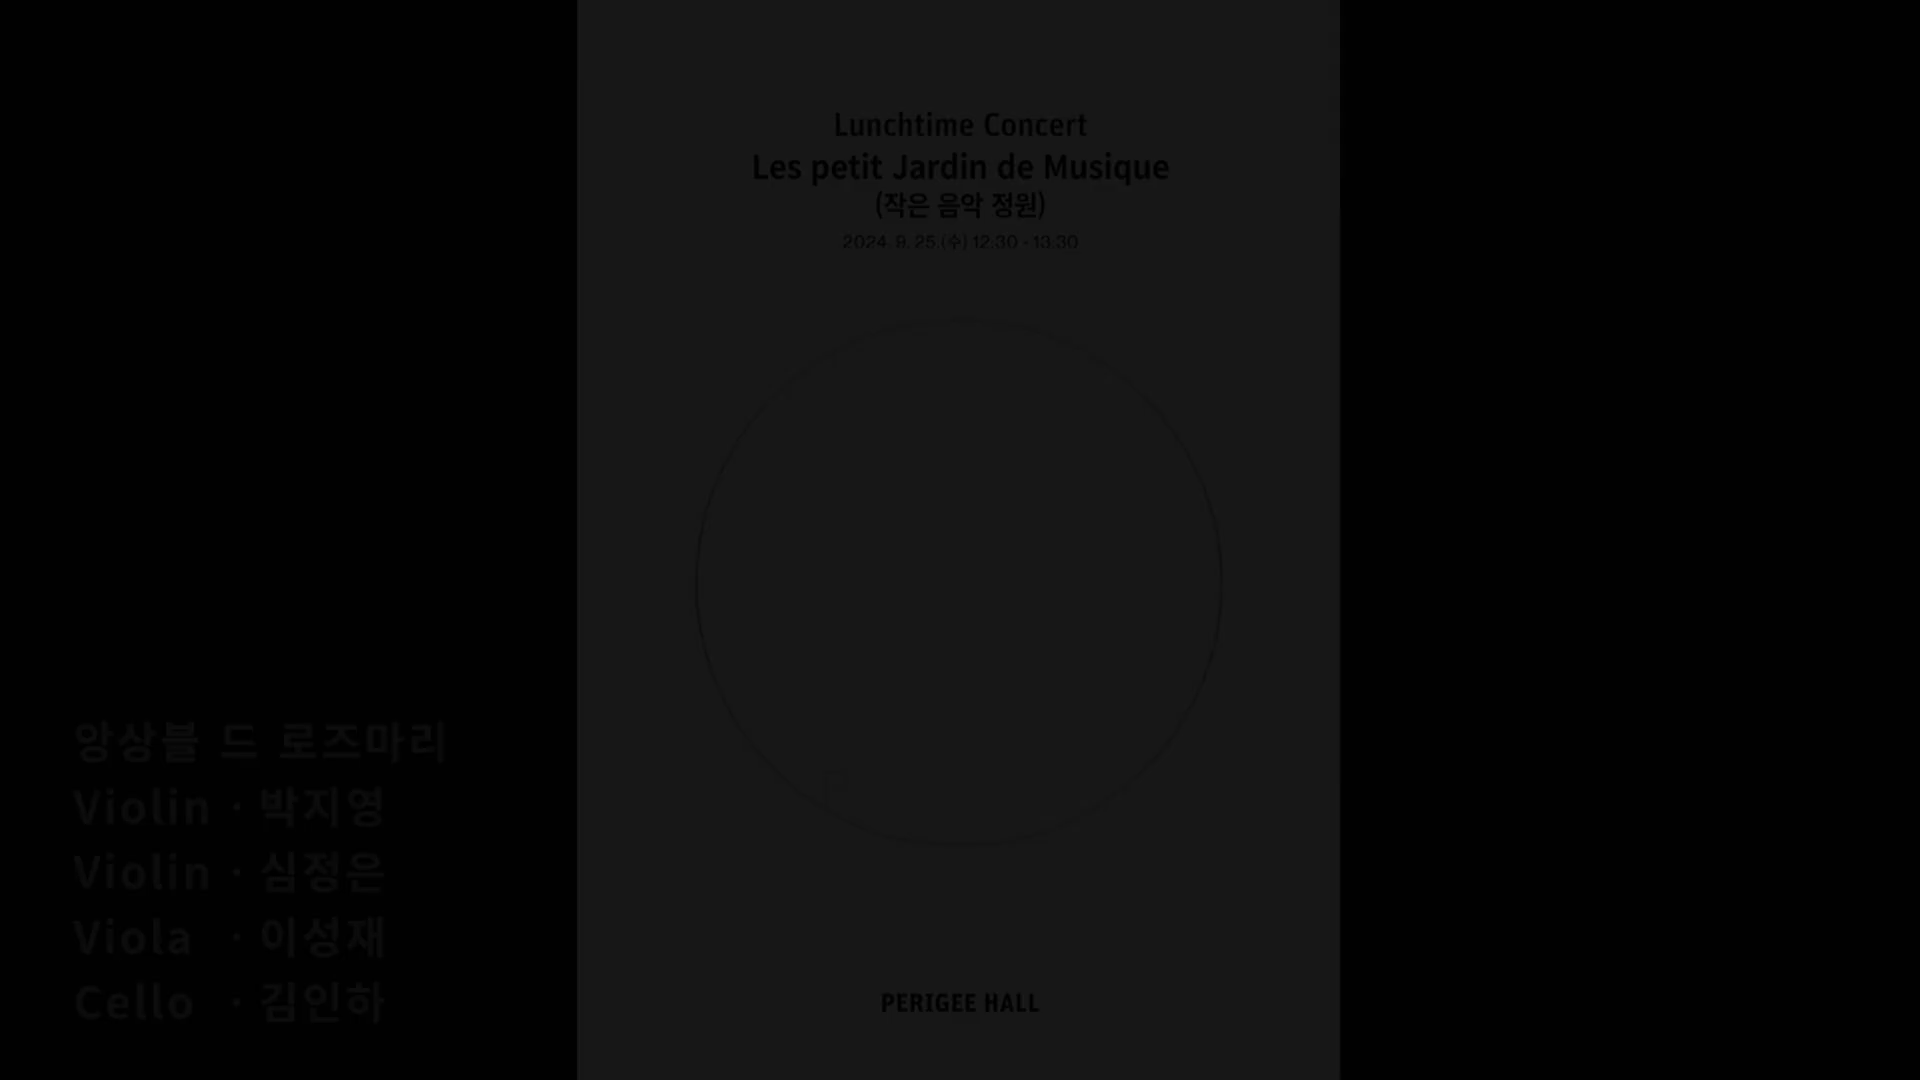 Lunchtime Concert
Les petit Jardin de Musique
(작은 음악 정원)
2024. 9. 25.(수) 12:30 - 13:30
앙상블 드 로즈마리
Violin · 박지영
Violin · 심정은
Viola · 이성재
Cello · 김인하
PERIGEE HALL